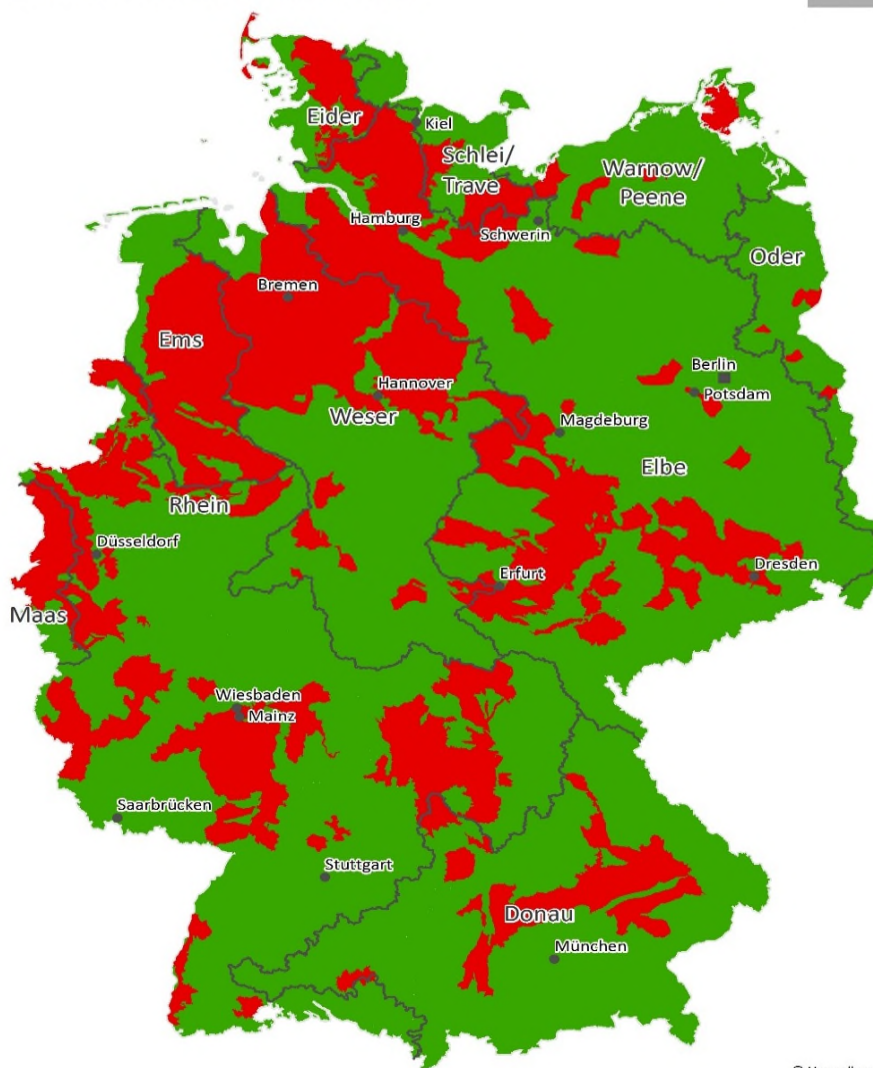 Eider
Kiel
Schlei/
Trave
Warnow/
Peene
Hamburg
Schwerin
Oder
Bremen
Ems
Berlin
Hannover
Potsdam
Weser
Magdeburg
Elbe
Rhein
Düsseldorf
Erfurt
Dresden
Maas
Wiesbaden
Mainz
Saarbrücken
Stuttgart
Donau
München